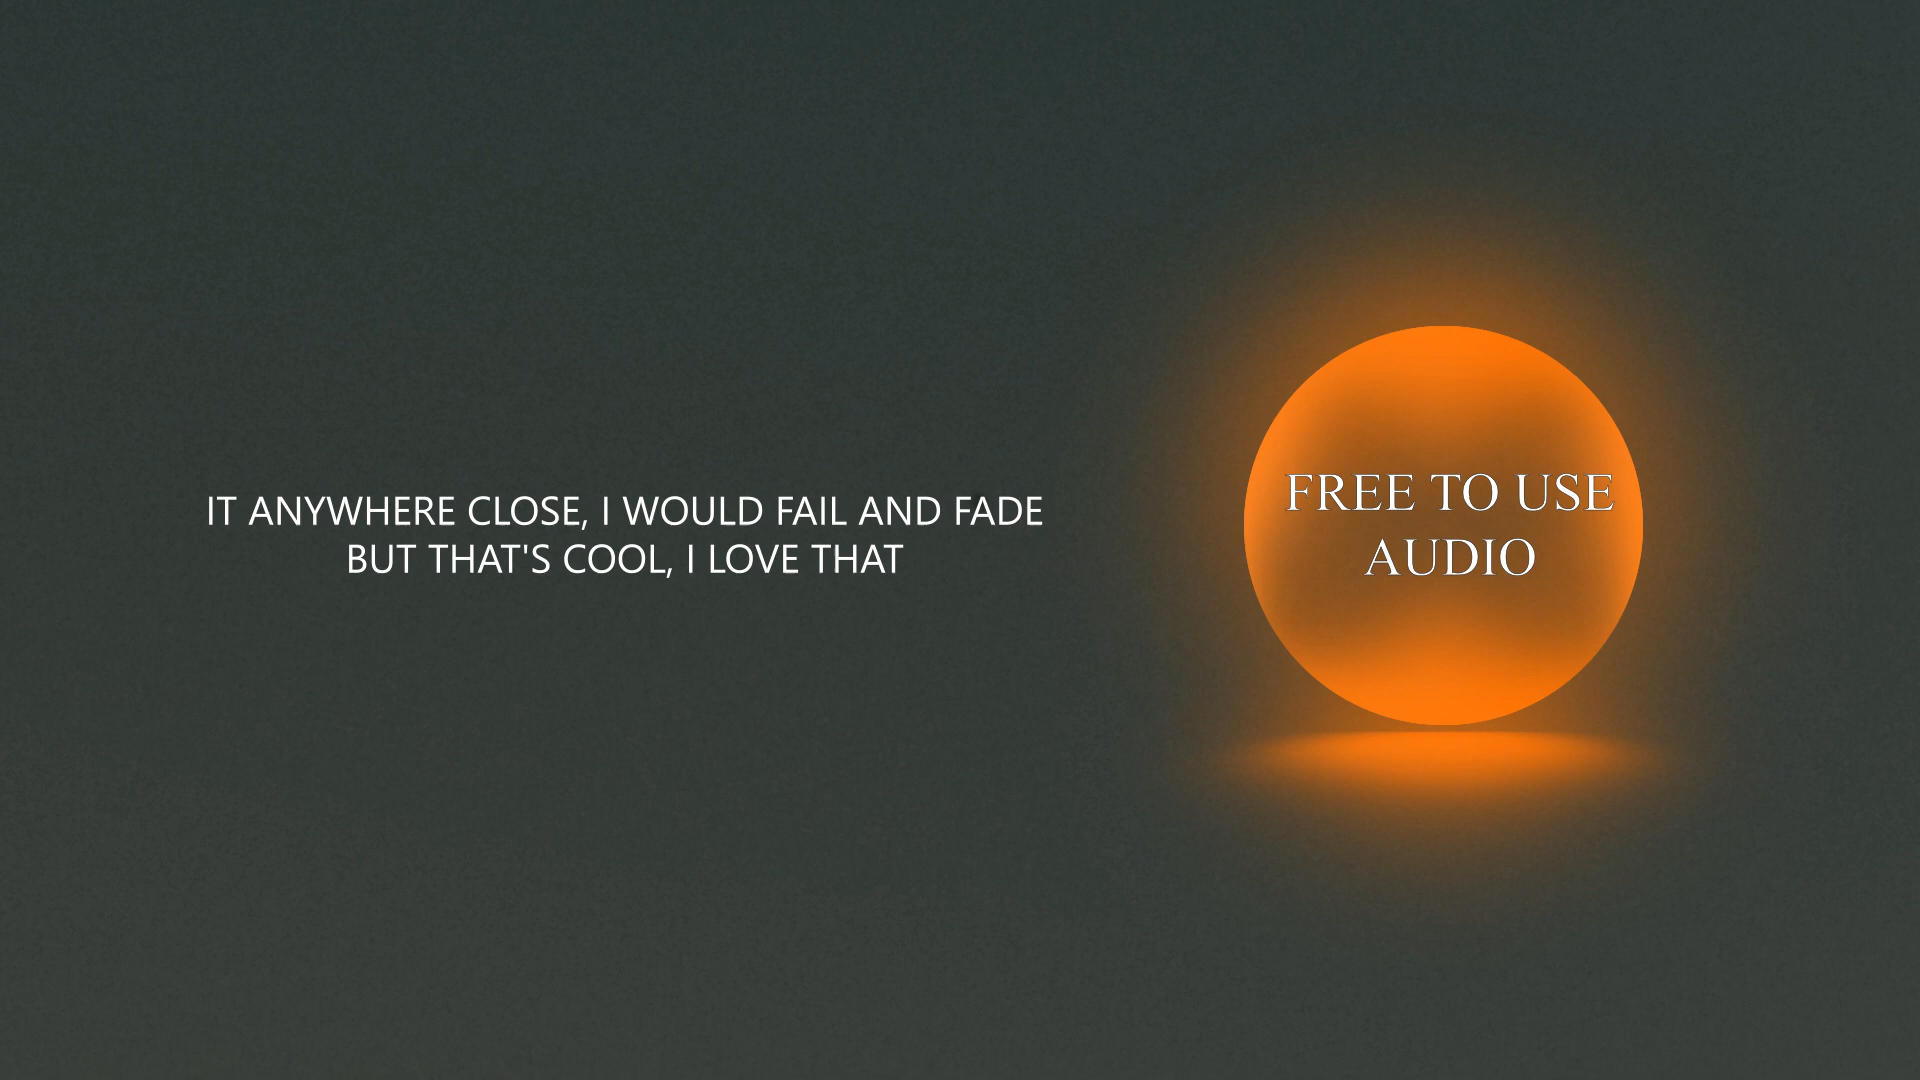 IT ANYWHERE CLOSE, I WOULD FAIL AND FADE
BUT THAT'S COOL, I LOVE THAT
FREE TO USE
AUDIO